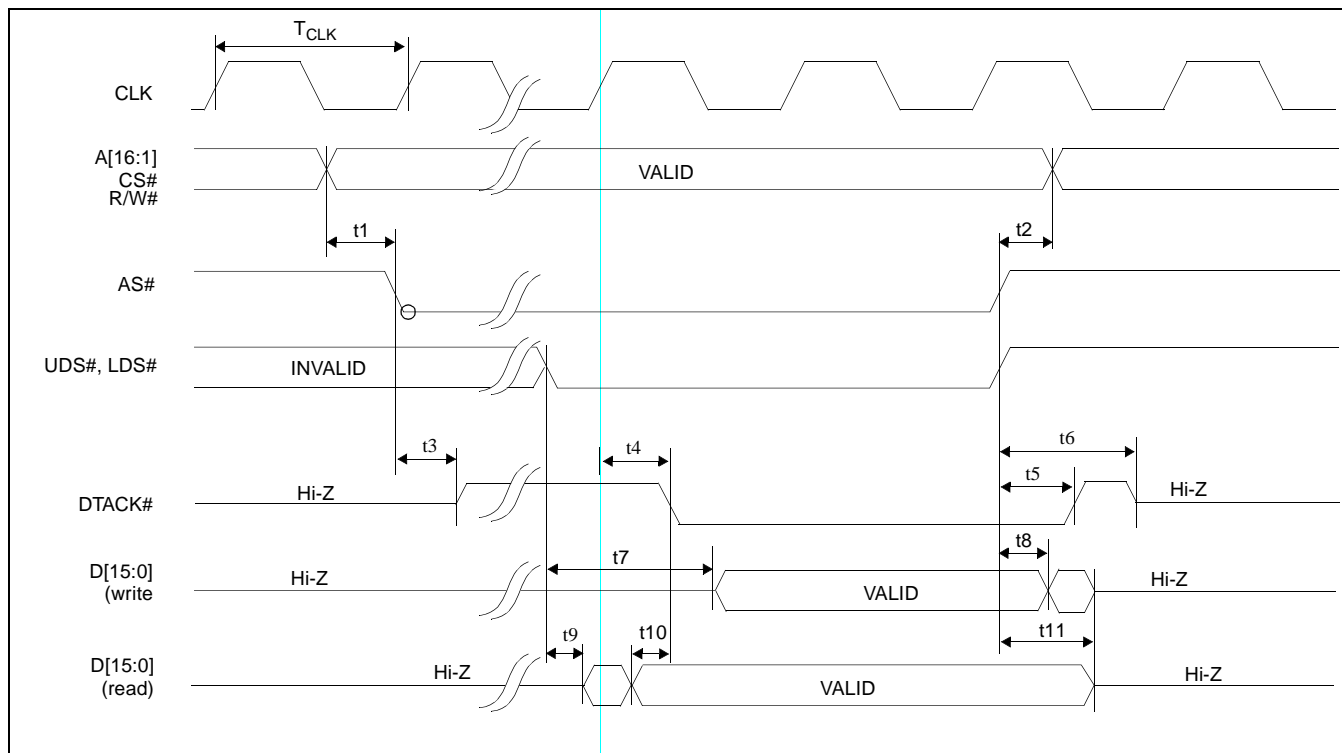 TCLK
CLK
A[16:1]
CS#
R/W#
VALID
t1
t2
AS#
UDS#, LDS#
INVALID
t3
t4
t6
t5
DTACK#
Hi-Z
Hi-Z
D[15:0]
(write
Hi-Z
t7
t8
VALID
Hi-Z
t9
t10
t11
D[15:0]
(read)
Hi-Z
VALID
Hi-Z